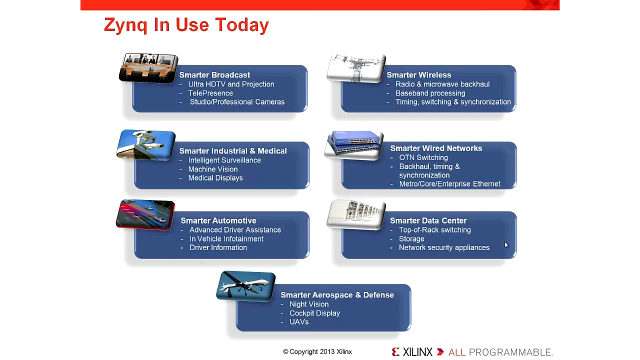 Zynq In Use Today
Smarter Broadcast
- Ultra HDTV and Projection
- TelePresence
- Studio/Professional Cameras
Smarter Wireless
- Radio & microwave backhaul
- Baseband processing
- Timing, switching & synchronization
Smarter Industrial & Medical
- Intelligent Surveillance
- Machine Vision
- Medical Displays
Smarter Wired Networks
- OTN Switching
- Backhaul, timing &
synchronization
- Metro/Core/Enterprise Ethernet
Smarter Automotive
- Advanced Driver Assistance
- In Vehicle Infotainment
- Driver Information
Smarter Data Center
- Top-of-Rack switching
- Storage
- Network security appliances
Smarter Aerospace & Defense
- Night Vision
- Cockpit Display
- UAVs
© Copyright 2013 Xilinx
XILINX ALL PROGRAMMABLE.